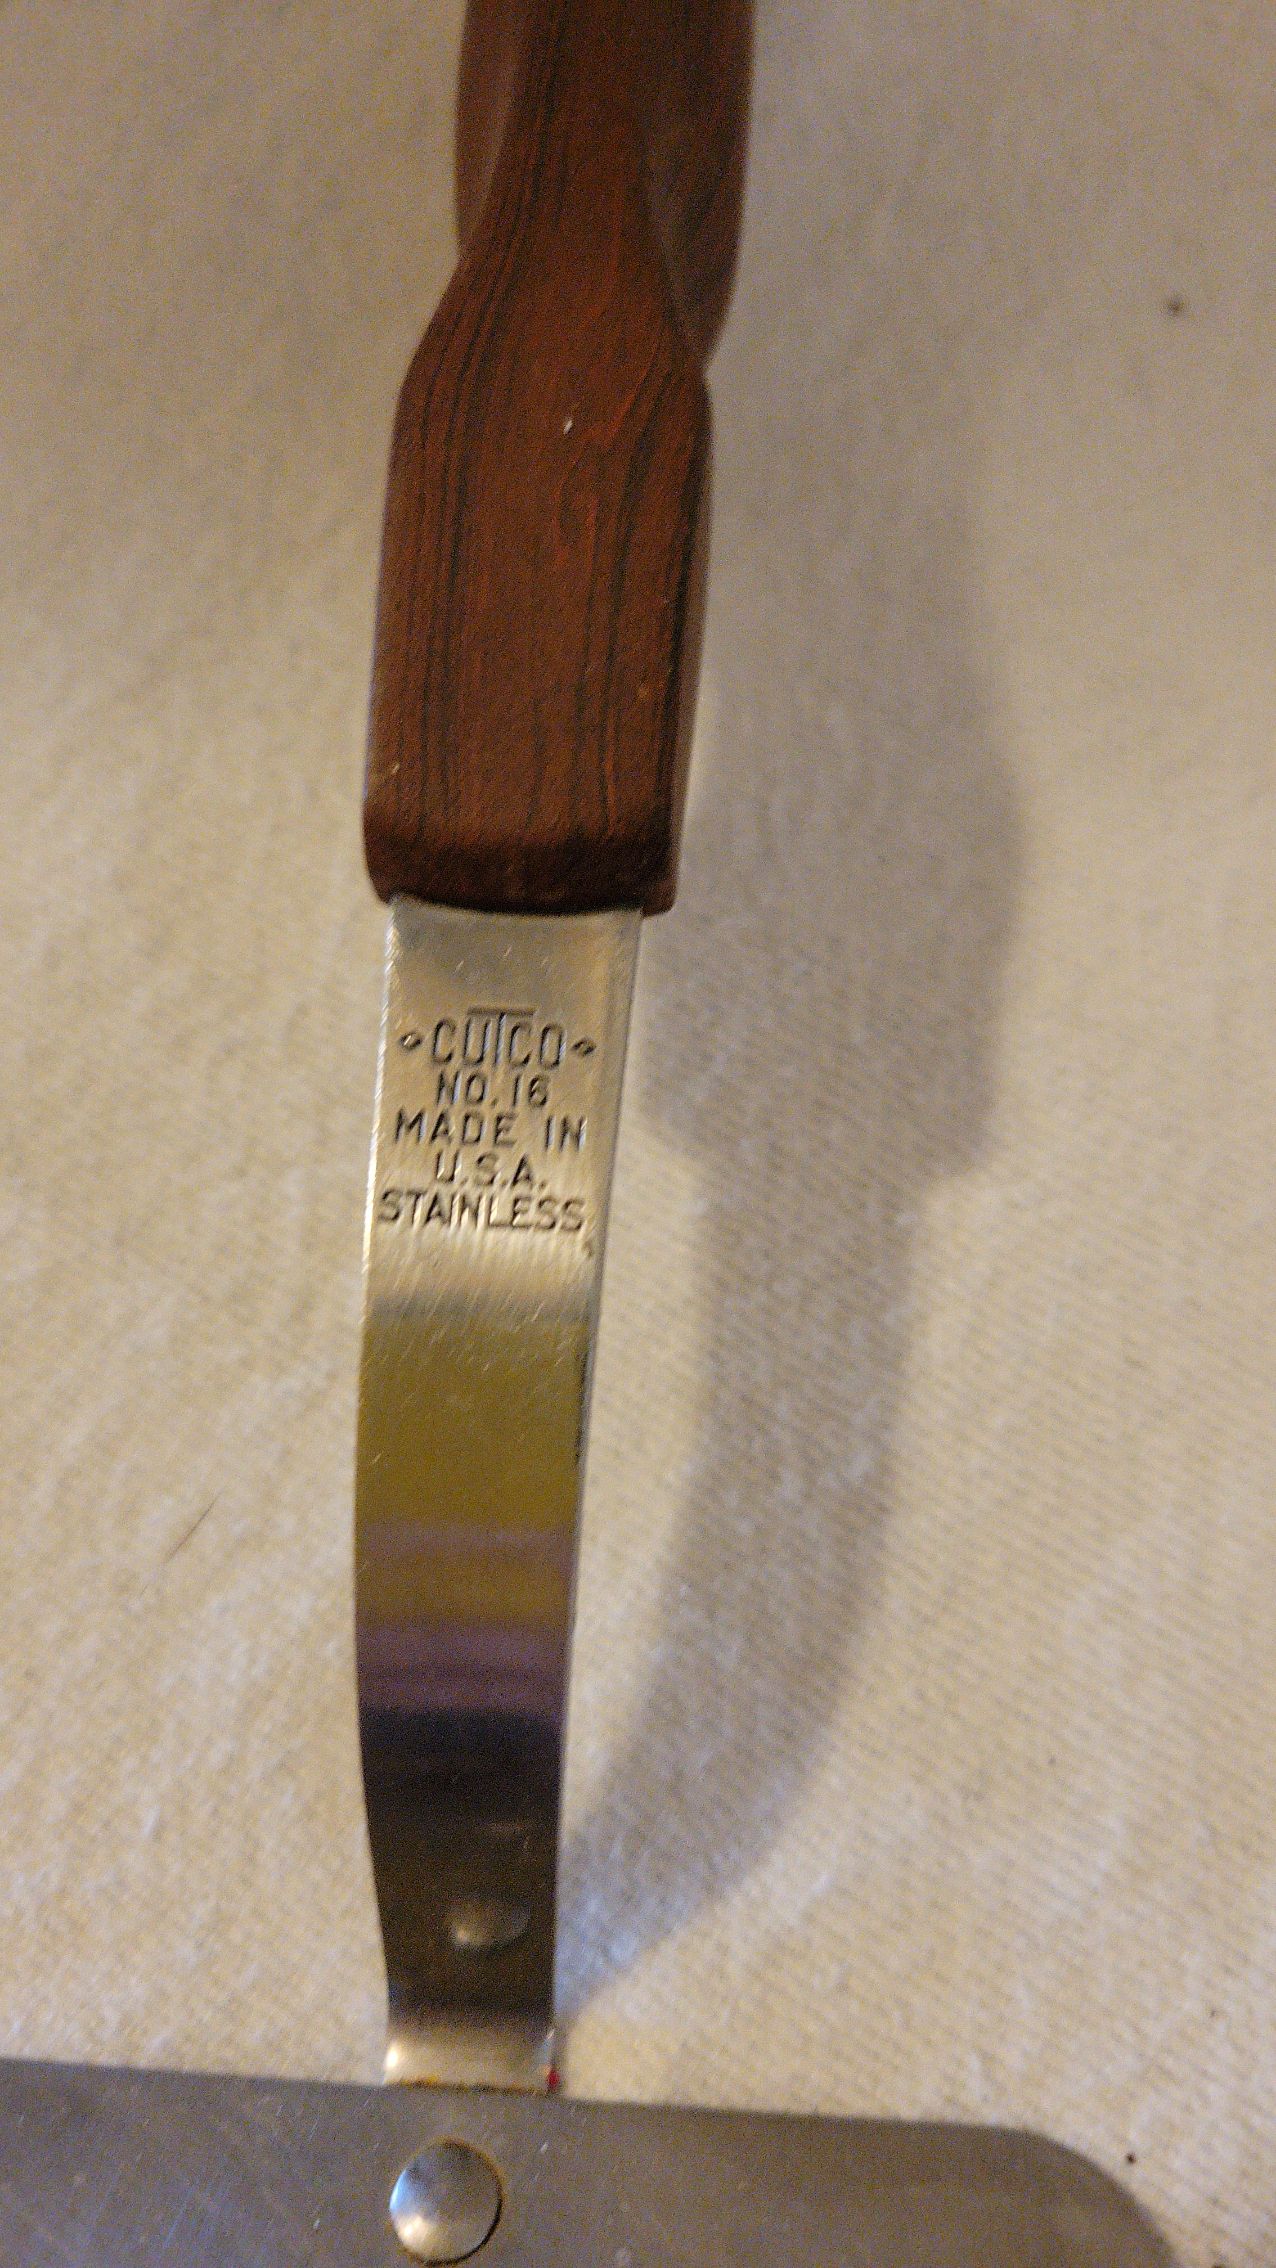 CUTCO
NO. 16
MADE IN
U.S.A.
STAINLESS